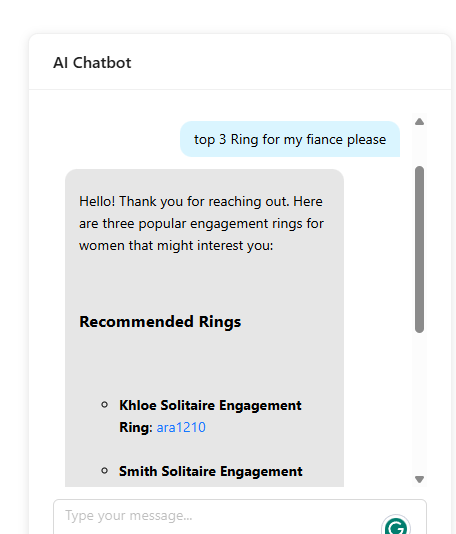 AI Chatbot
top 3 Ring for my fiance please
Hello! Thank you for reaching out. Here
are three popular engagement rings for
women that might interest you:
Recommended Rings
Khloe Solitaire Engagement
Ring: ara1210
Smith Solitaire Engagement
Type your message...